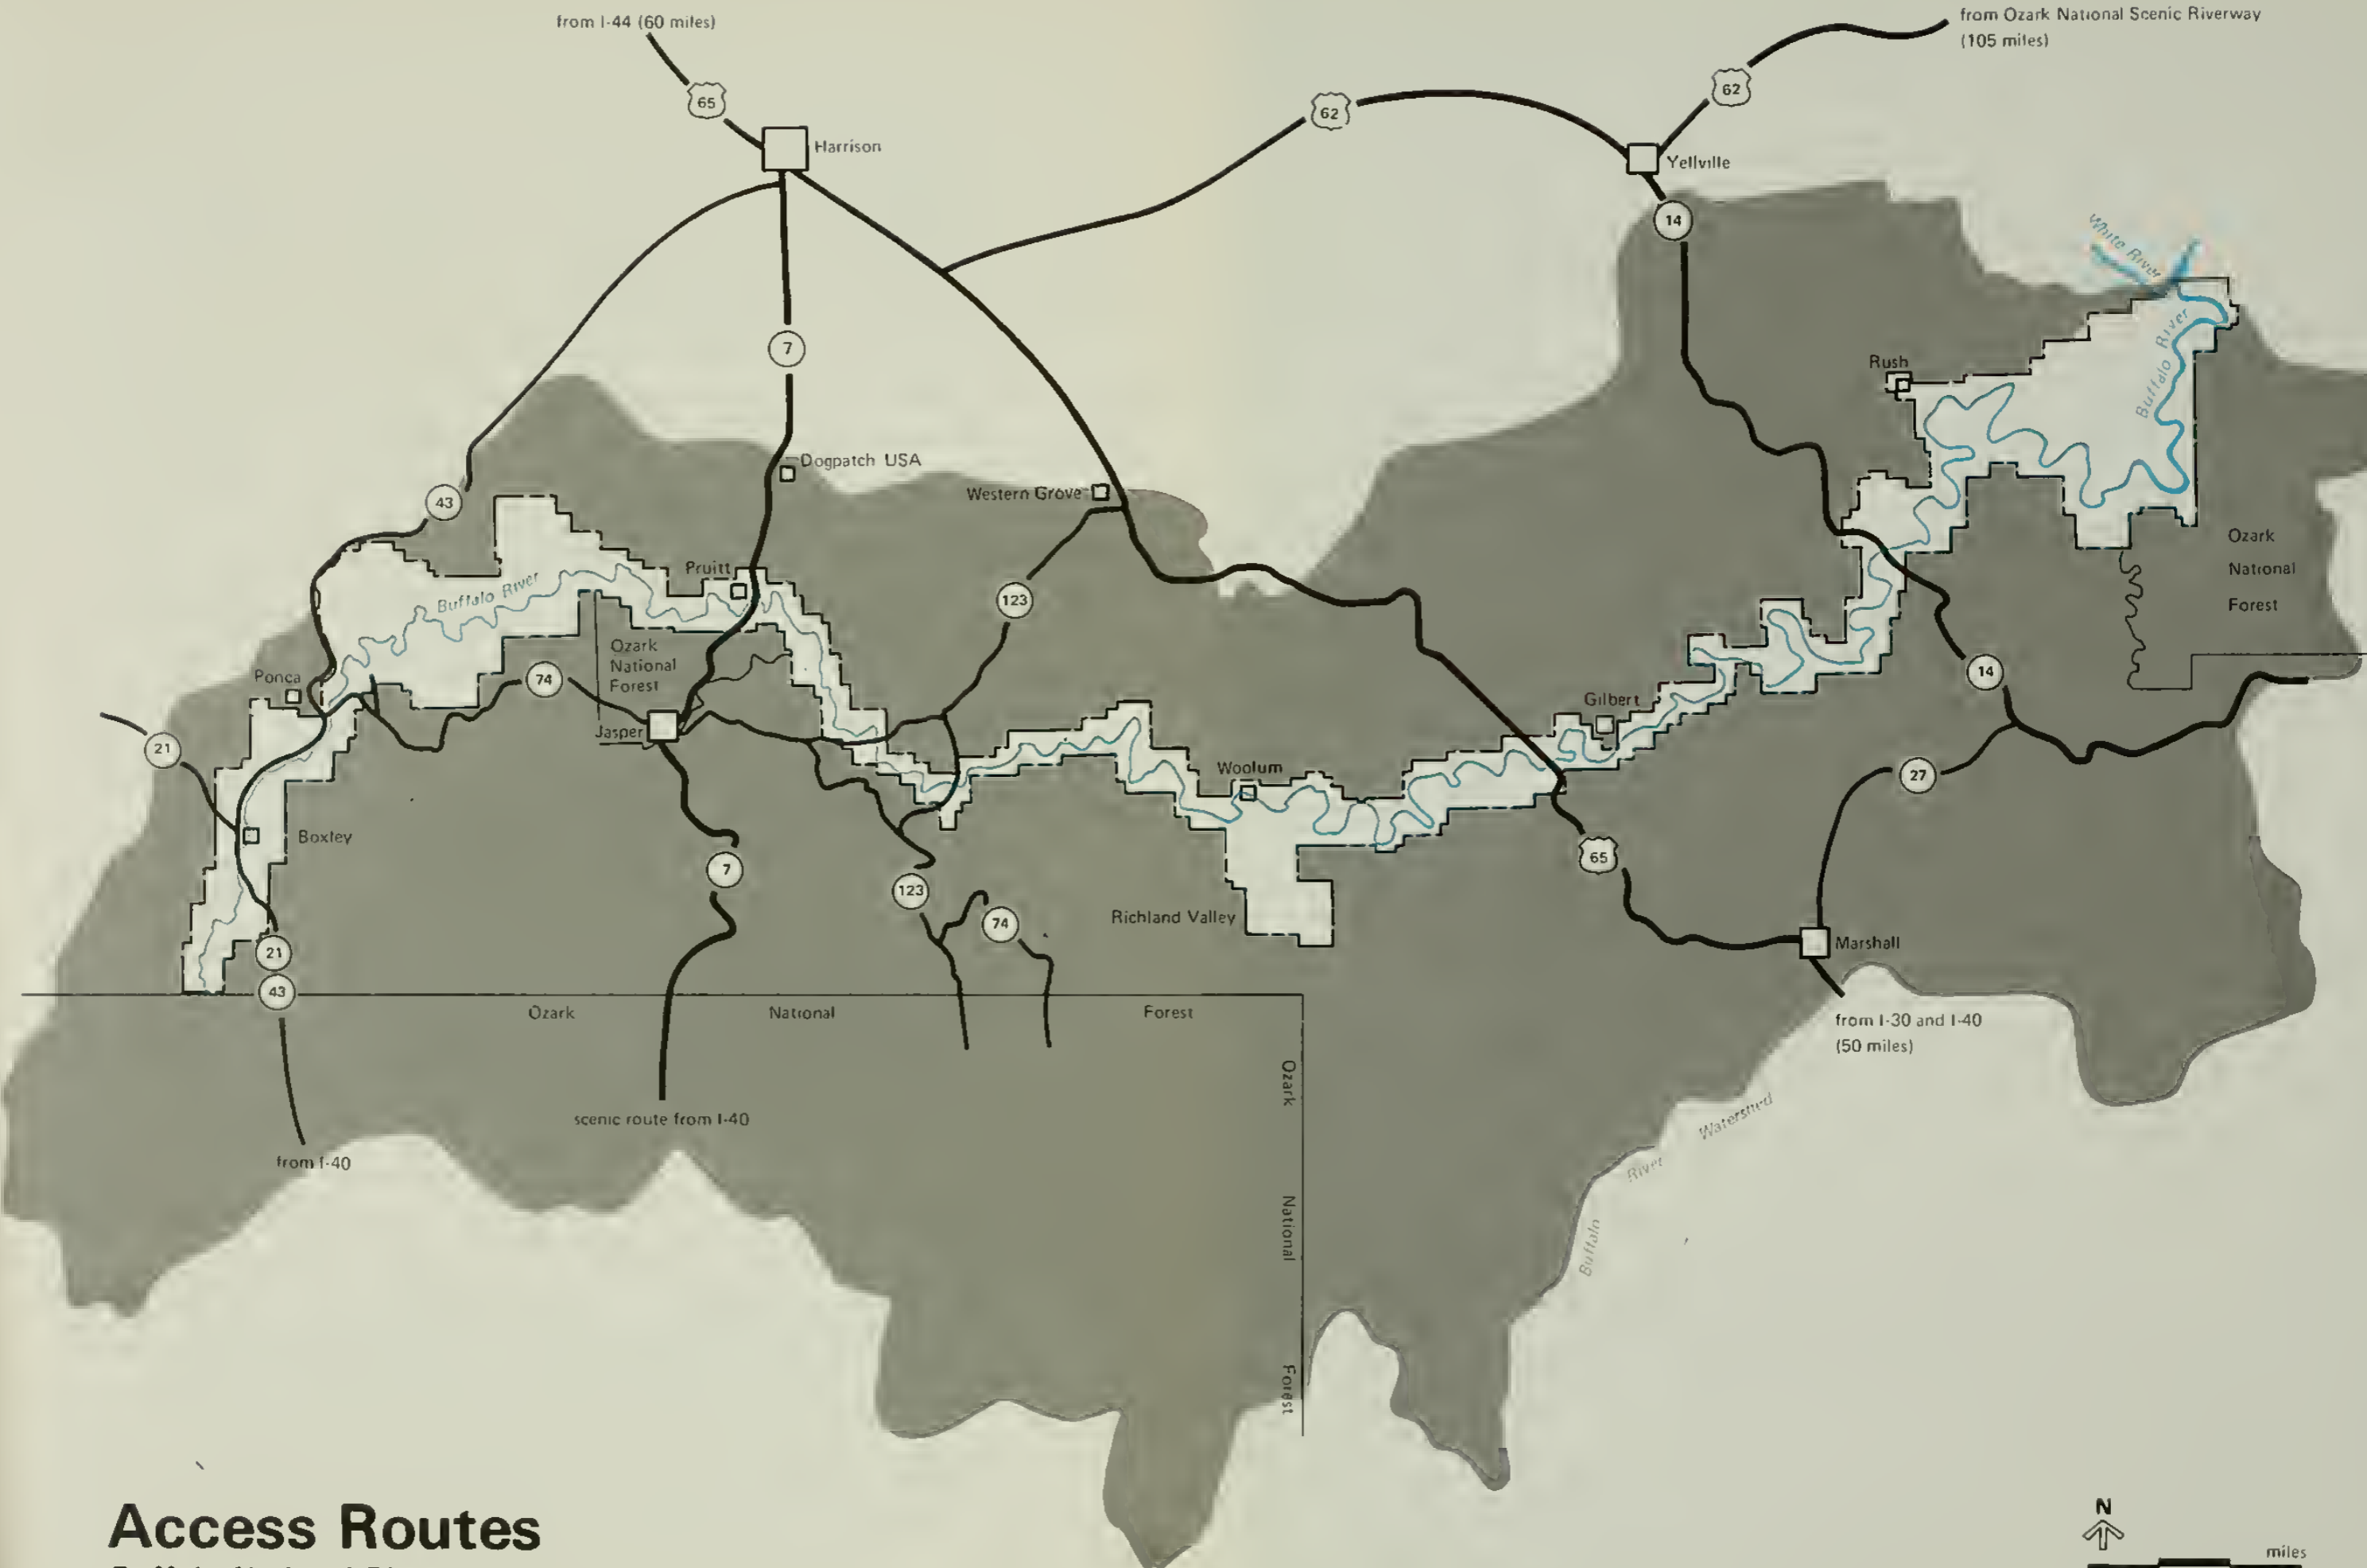 from I-44 (60 miles)
from Ozark National Scenic Riverway
(105 miles)
65
62
62
Harrison
Yellville
14
White River
Buffalo River
7
Rush
Dogpatch USA
Western Grove
43
Ozark
National
Forest
Pruitt
Buffalo River
123
Ozark
National
Forest
Ponca
74
14
Gilbert
Jasper
21
Woolum
27
Boxley
65
7
123
74
Richland Valley
Marshall
21
43
Ozark National Forest
from I-30 and I-40
(50 miles)
Ozark National Forest
scenic route from I-40
Buffalo River Watershed
from I-40
Access Routes
N
miles